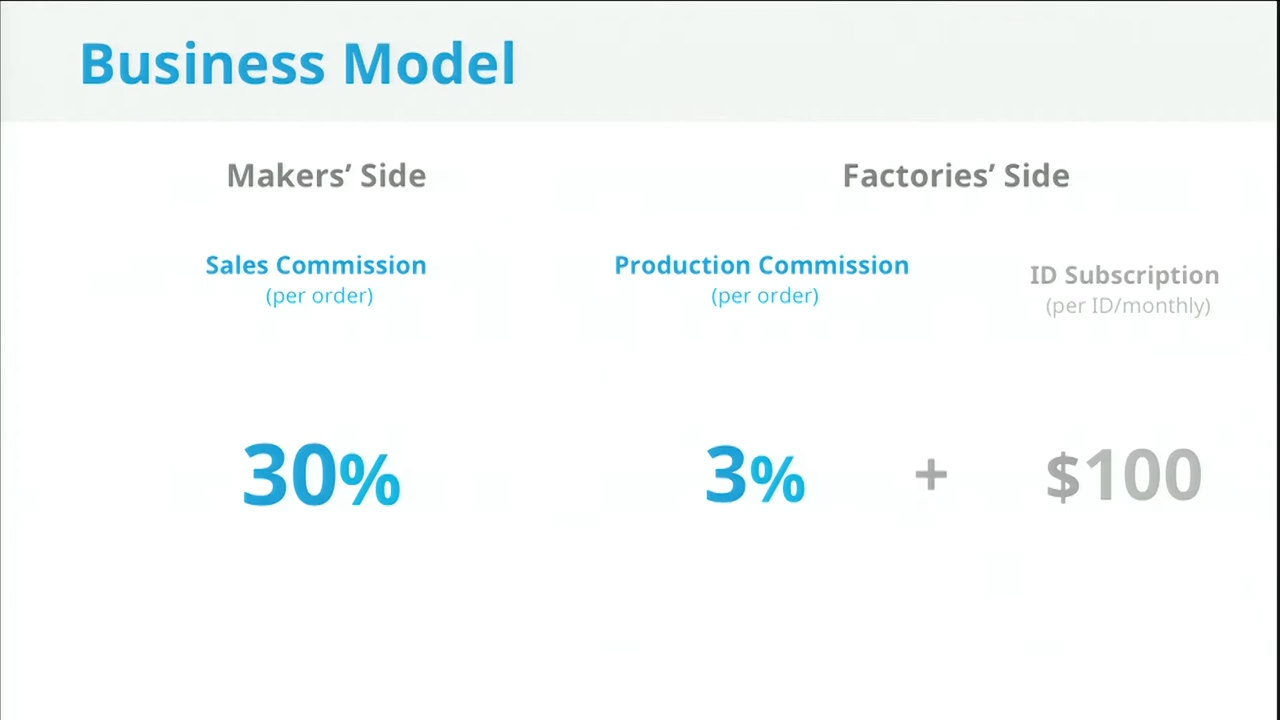 Business Model
Makers’ Side
Factories’ Side
Sales Commission
(per order)
Production Commission
(per order)
ID Subscription
(per ID/monthly)
30%
3% + $100